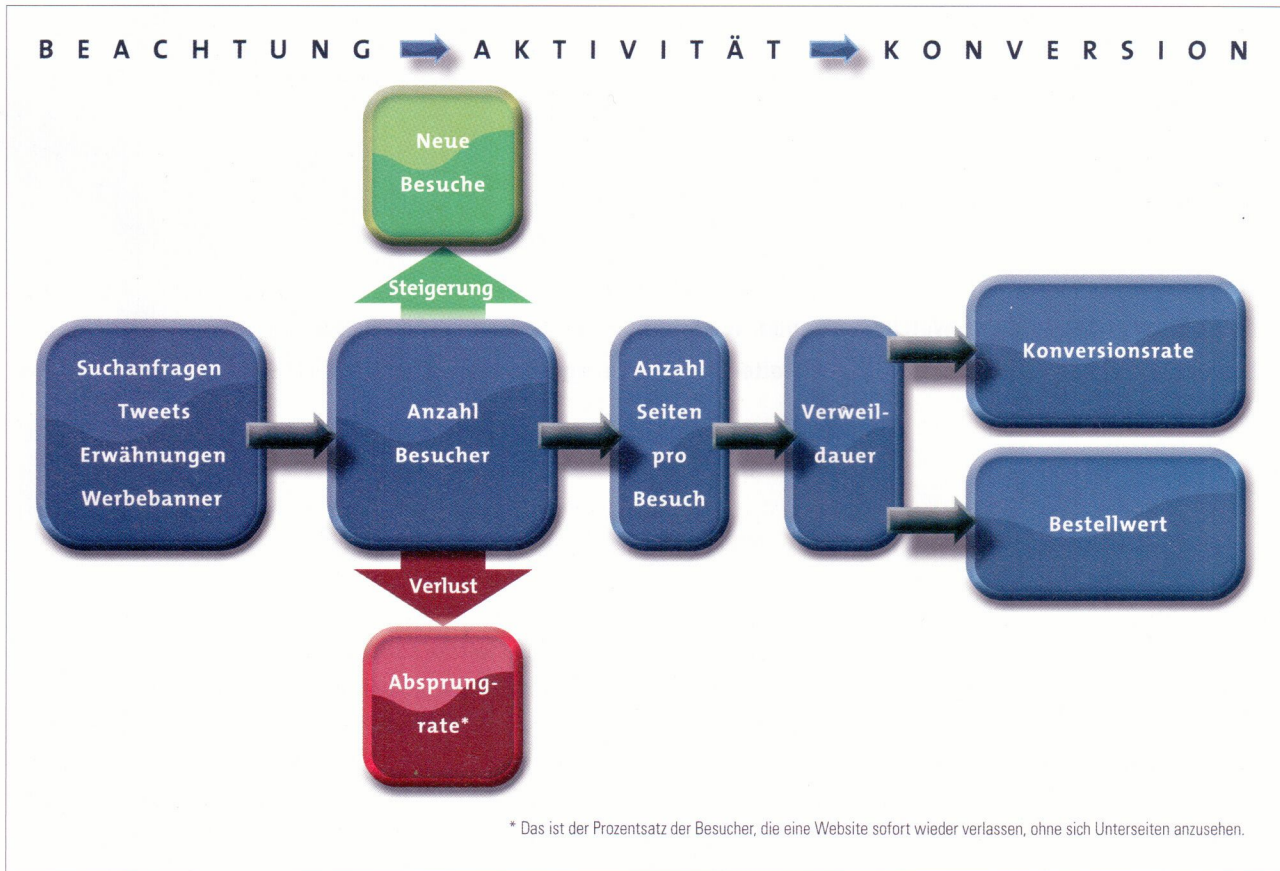 BEACHTUNG AKTIVITÄT KONVERSION
Neue
Besuche
Steigerung
Suchanfragen
Tweets
Erwähnungen
Werbebanner
Anzahl
Besucher
Anzahl
Seiten
pro
Besuch
Verweil-
dauer
Konversionsrate
Bestellwert
Verlust
Absprung-
rate*
* Das ist der Prozentsatz der Besucher, die eine Website sofort wieder verlassen, ohne sich Unterseiten anzusehen.